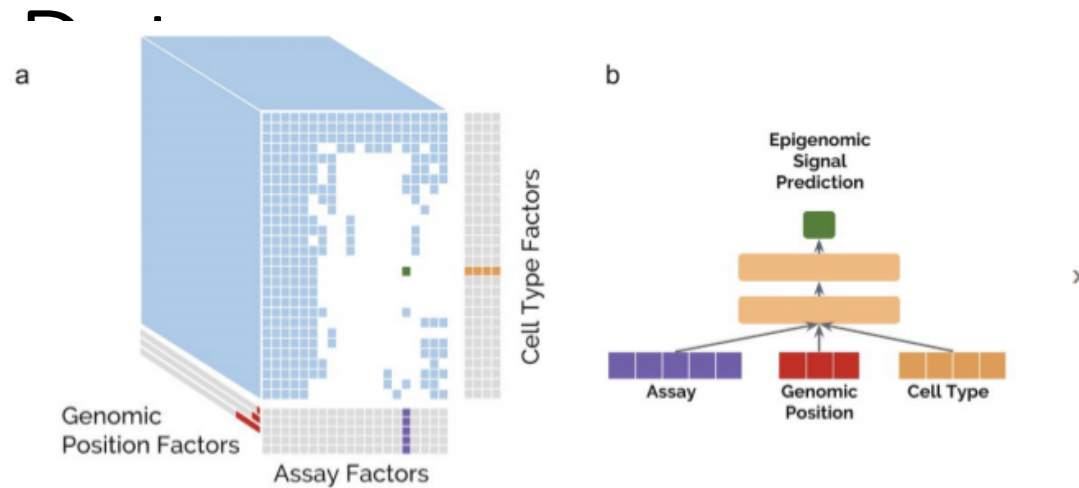 a
b
Epigenomic
Signal
Prediction
Cell Type Factors
Assay
Genomic
Position
Cell Type
Genomic
Position Factors
Assay Factors